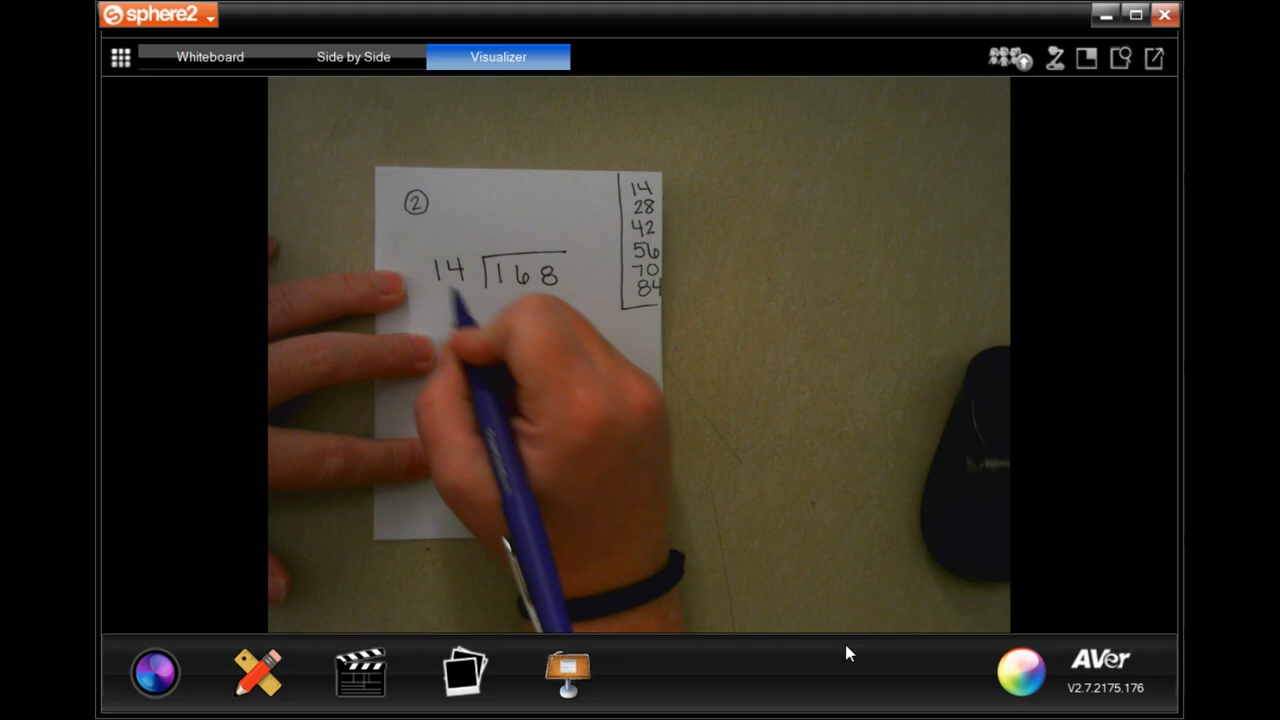 sphere2
Whiteboard
Side by Side
Visualizer
2
14 168
14
28
42
56
70
84
AVer
V2.7.2175.176